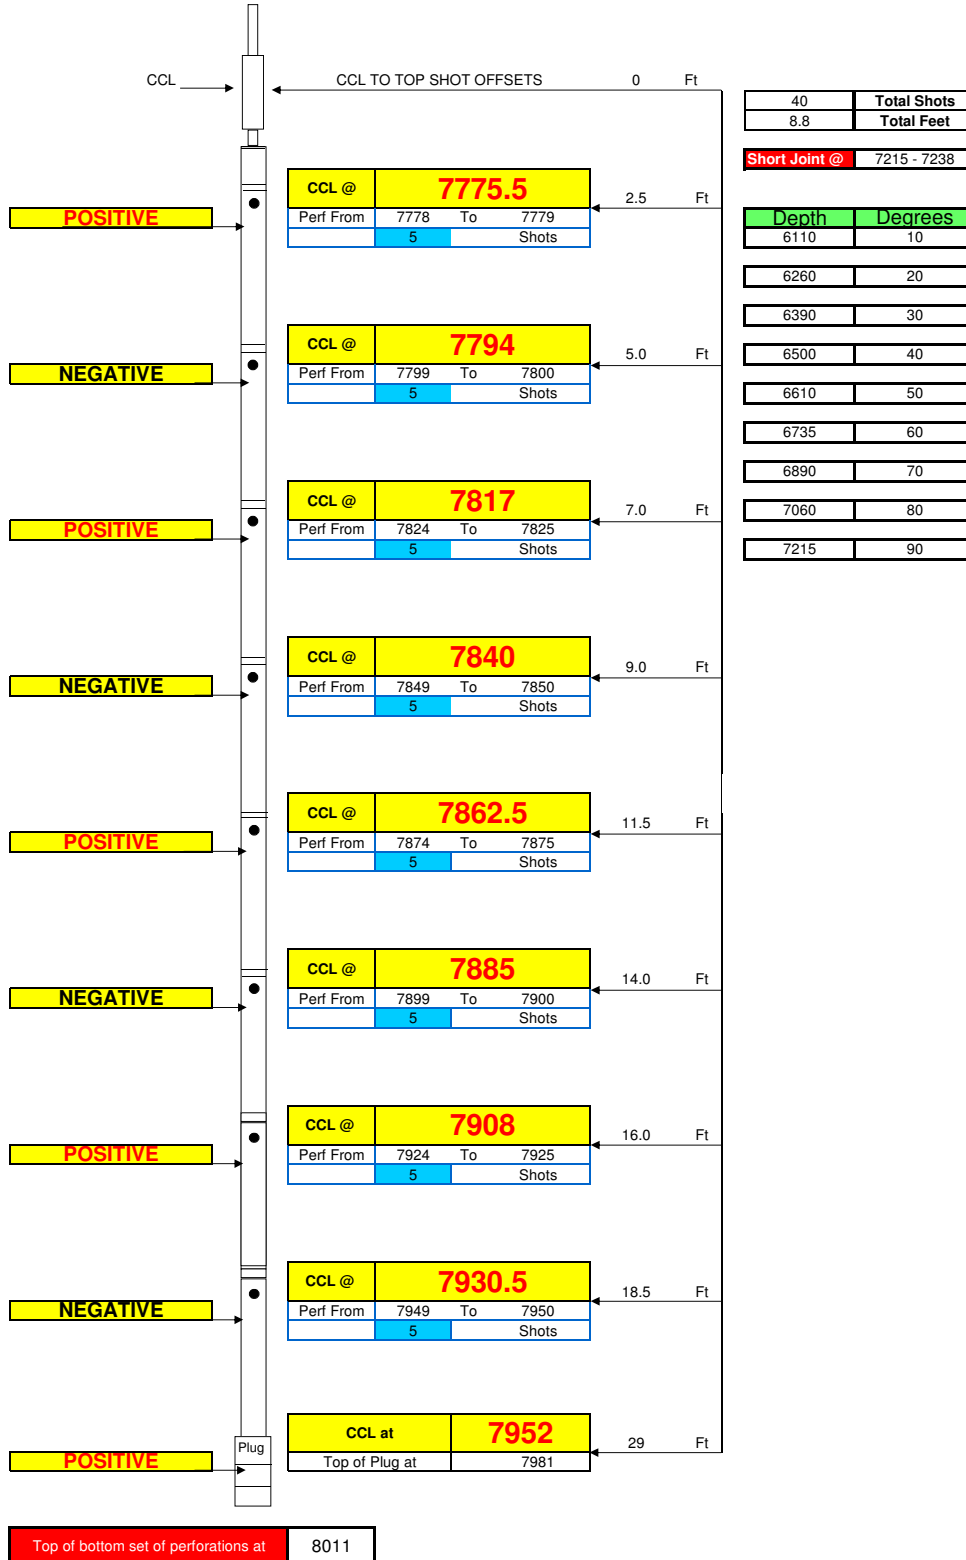 CCL CCL TO TOP SHOT OFFSETS 0 Ft
40 Total Shots
8.8 Total Feet
Short Joint @ 7215 - 7238
CCL @ 7775.5
2.5 Ft
POSITIVE
Perf From 7778 To 7779
5 Shots
Depth Degrees
6110 10
6260 20
6390 30
6500 40
6610 50
6735 60
6890 70
7060 80
7215 90
CCL @ 7794
5.0 Ft
NEGATIVE
Perf From 7799 To 7800
5 Shots
CCL @ 7817
7.0 Ft
POSITIVE
Perf From 7824 To 7825
5 Shots
CCL @ 7840
9.0 Ft
NEGATIVE
Perf From 7849 To 7850
5 Shots
CCL @ 7862.5
11.5 Ft
POSITIVE
Perf From 7874 To 7875
5 Shots
CCL @ 7885
14.0 Ft
NEGATIVE
Perf From 7899 To 7900
5 Shots
CCL @ 7908
16.0 Ft
POSITIVE
Perf From 7924 To 7925
5 Shots
CCL @ 7930.5
18.5 Ft
NEGATIVE
Perf From 7949 To 7950
5 Shots
CCL at 7952
29 Ft
Plug
POSITIVE
Top of Plug at 7981
Top of bottom set of perforations at 8011